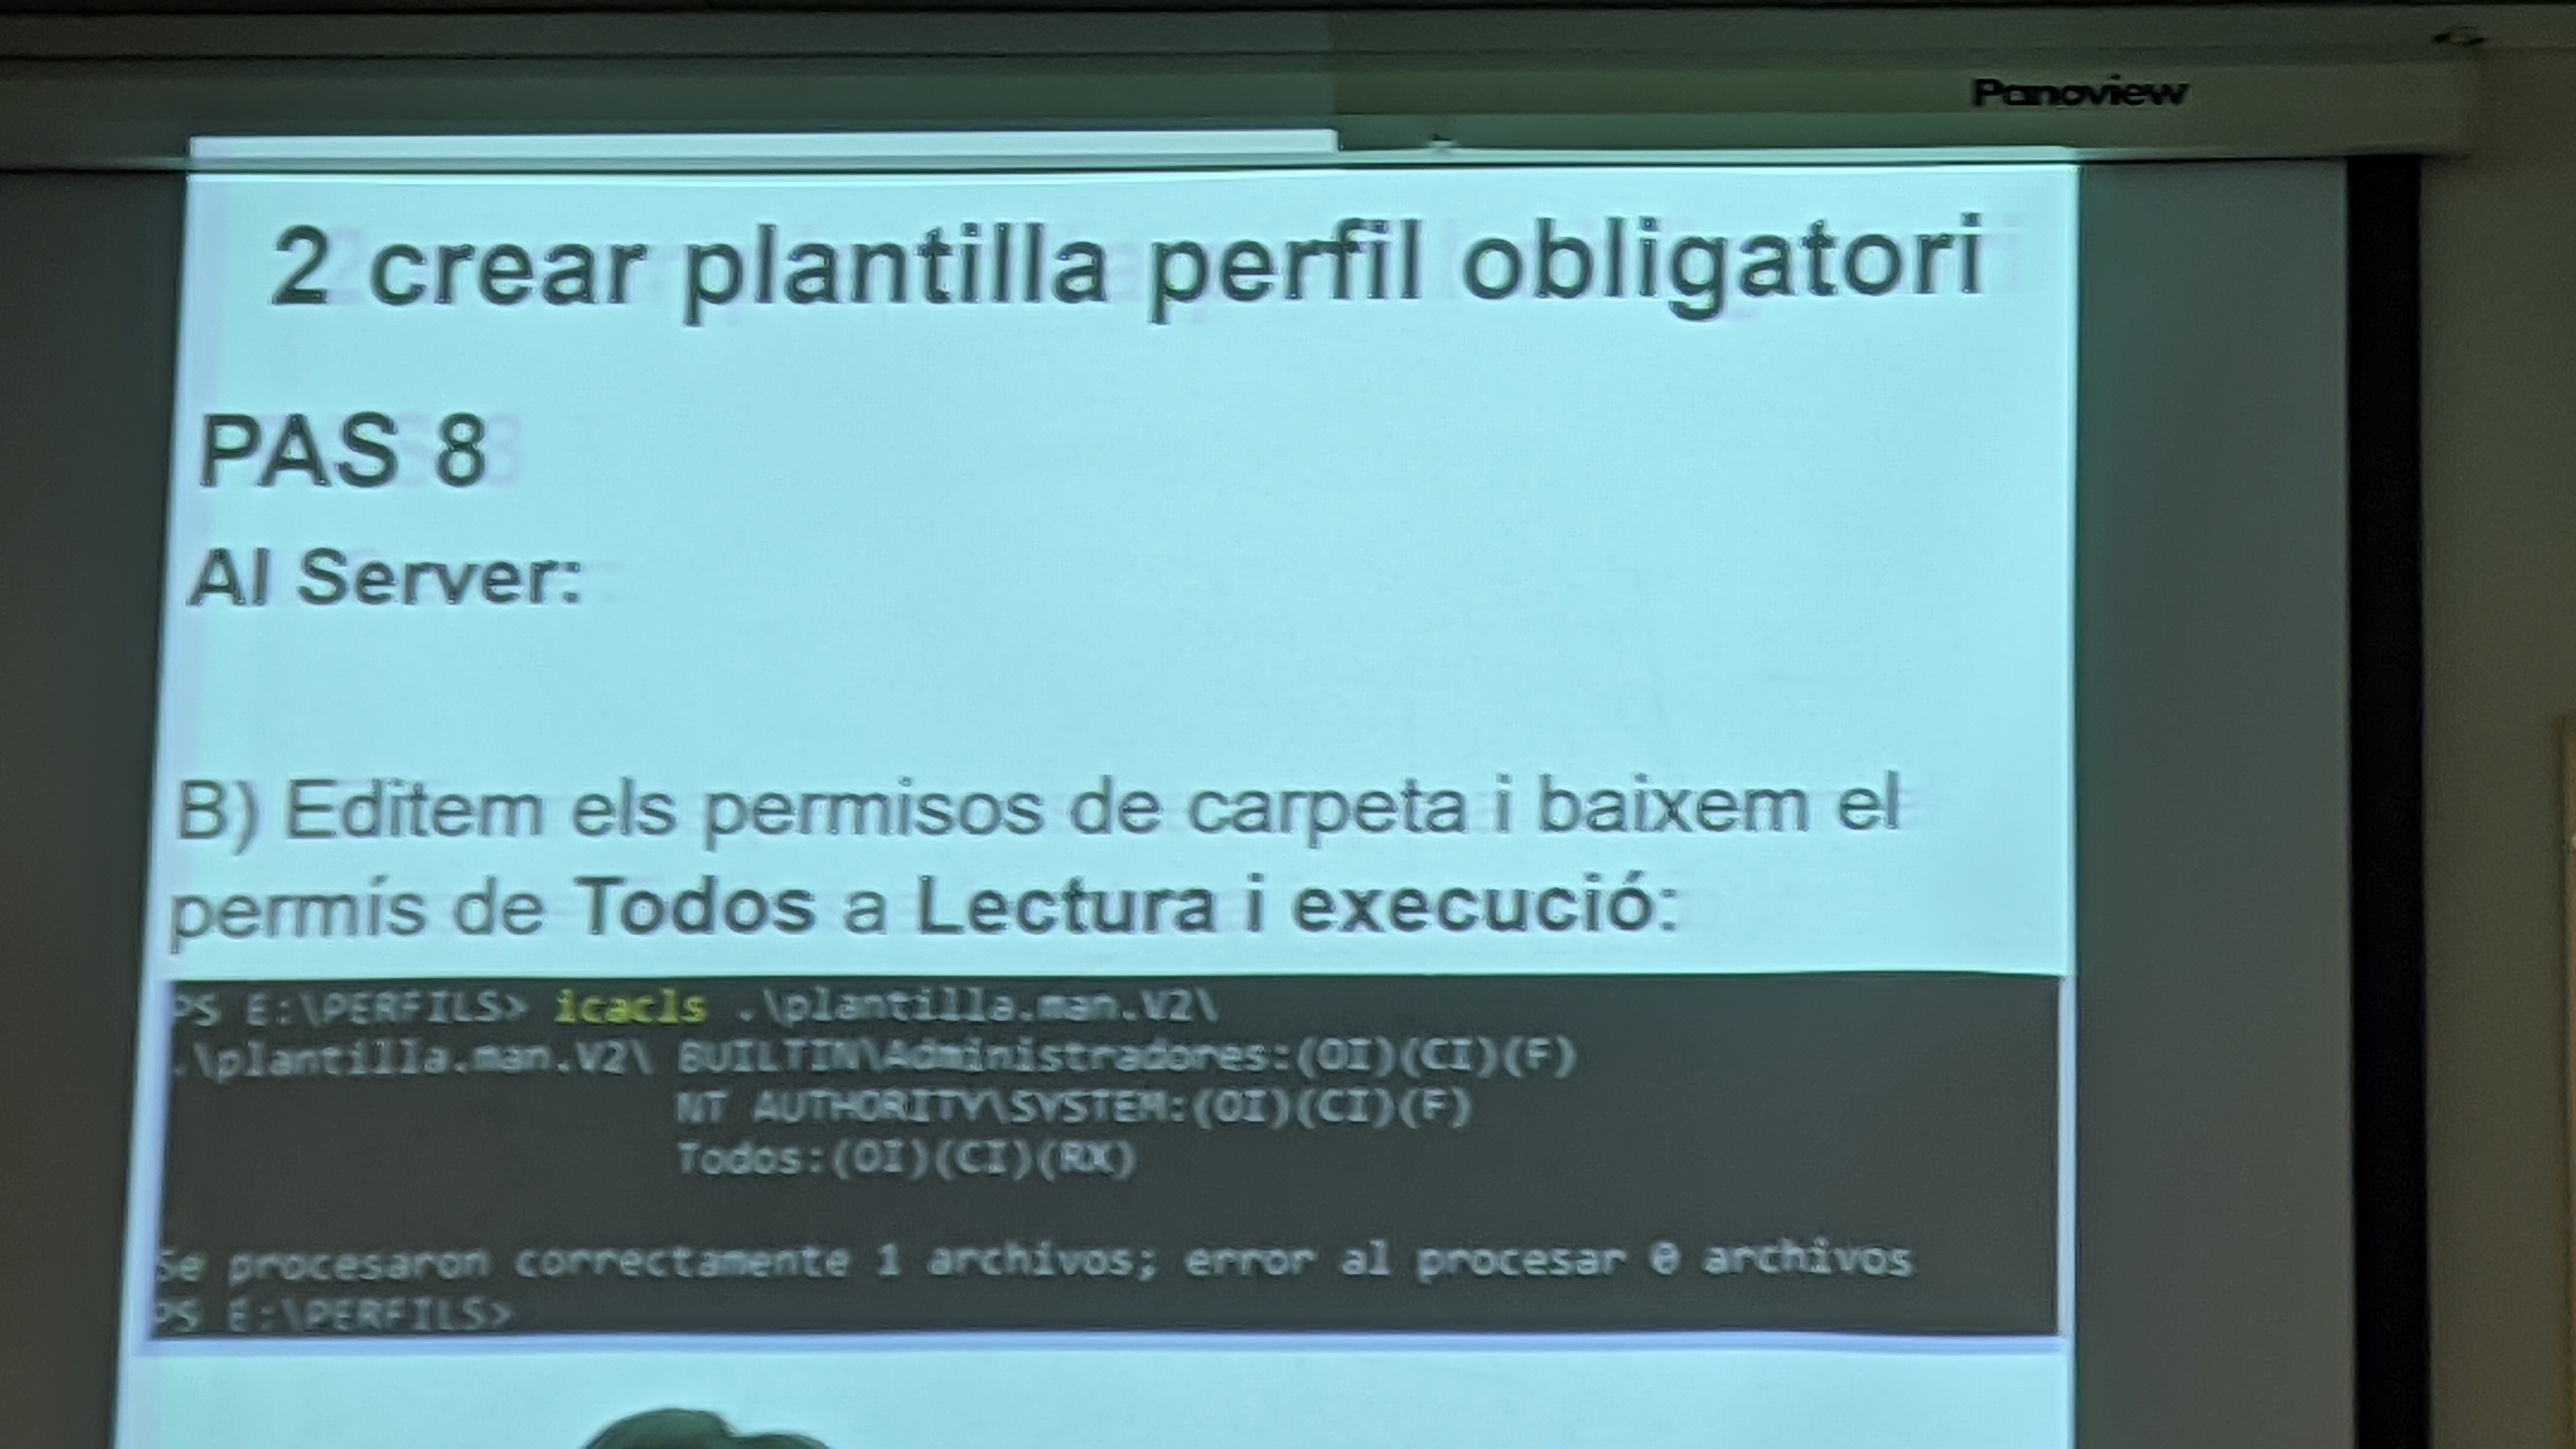 Panoview
2 crear plantilla perfil obligatori
PAS 8
Al Server:
B) Editem els permisos de carpeta i baixem el
permís de Todos a Lectura i execució:
PS E:\PERFILS> icacls .\plantilla.man.V2\
.\plantilla.man.V2\ BUILTIN\Administradores:(OI)(CI)(F)
NT AUTHORITY\SYSTEM:(OI)(CI)(F)
Todos:(OI)(CI)(RX)
Se procesaron correctamente 1 archivos; error al procesar 0 archivos
PS E:\PERFILS>